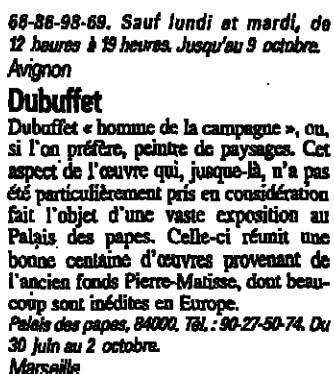 66-86-98-69. Sauf lundi et mardi, de
12 heures à 19 heures. Jusqu'au 9 octobre.
Avignon
Dubuffet
Dubuffet « homme de la campagne », ou,
si l'on préfère, peintre de paysages. Cet
aspect de l'œuvre qui, jusque-là, n'a pas
été particulièrement pris en considération
fait l'objet d'une vaste exposition au
Palais des papes. Celle-ci réunit une
bonne centaine d'œuvres provenant de
l'ancien fonds Pierre-Matisse, dont beau-
coup sont inédites en Europe.
Palais des papes, 84000. Tél. : 90-27-50-74. Du
30 juin au 2 octobre.
Marseille